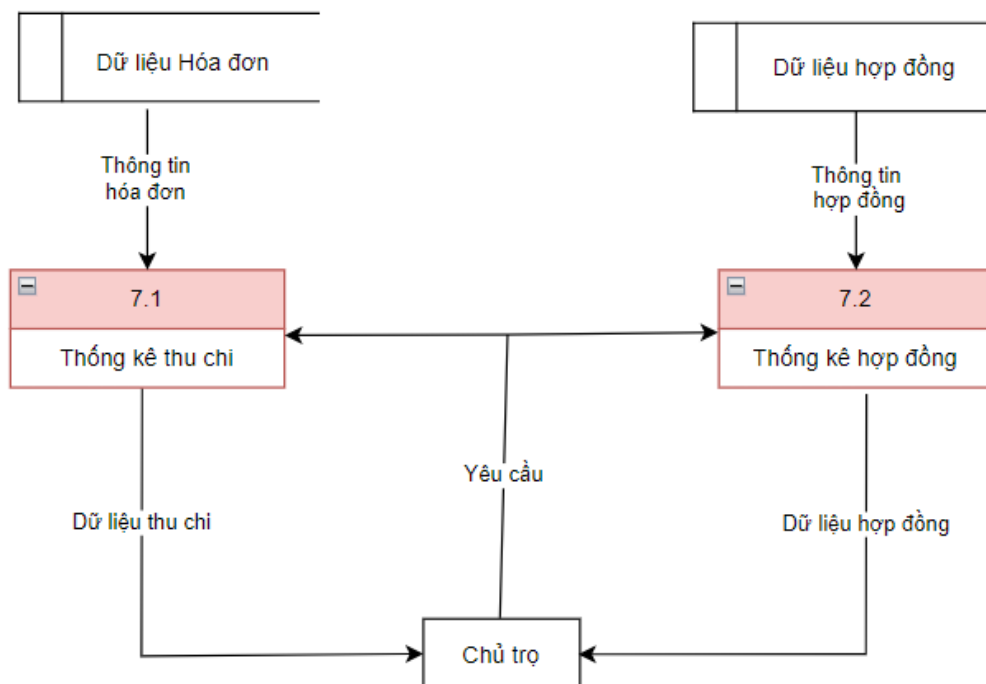 Dữ liệu Hóa đơn
Dữ liệu hợp đồng
Thông tin
hóa đơn
Thông tin
hợp đồng
7.1
7.2
Thống kê thu chi
Thống kê hợp đồng
Yêu cầu
Dữ liệu thu chi
Dữ liệu hợp đồng
Chủ trọ